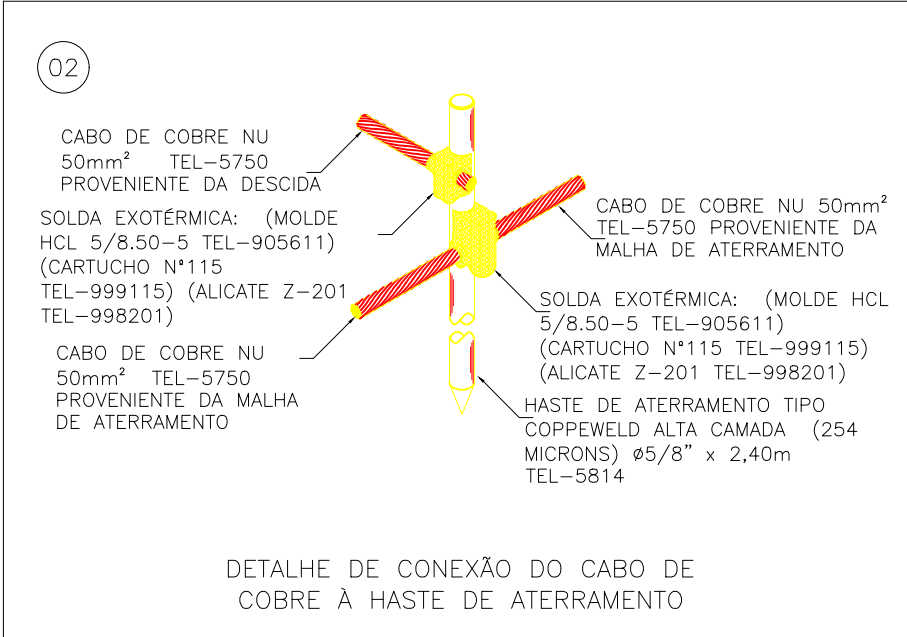 02
CABO DE COBRE NU
50mm² TEL-5750
PROVENIENTE DA DESCIDA
SOLDA EXOTÉRMICA: (MOLDE
HCL 5/8.50-5 TEL-905611)
(CARTUCHO N°115
TEL-999115) (ALICATE Z-201
TEL-998201)
CABO DE COBRE NU
50mm² TEL-5750
PROVENIENTE DA MALHA
DE ATERRAMENTO
CABO DE COBRE NU 50mm²
TEL-5750 PROVENIENTE DA
MALHA DE ATERRAMENTO
SOLDA EXOTÉRMICA: (MOLDE HCL
5/8.50-5 TEL-905611)
(CARTUCHO N°115 TEL-999115)
(ALICATE Z-201 TEL-998201)
HASTE DE ATERRAMENTO TIPO
COPPEWELD ALTA CAMADA (254
MICRONS) ø5/8" x 2,40m
TEL-5814
DETALHE DE CONEXÃO DO CABO DE
COBRE À HASTE DE ATERRAMENTO